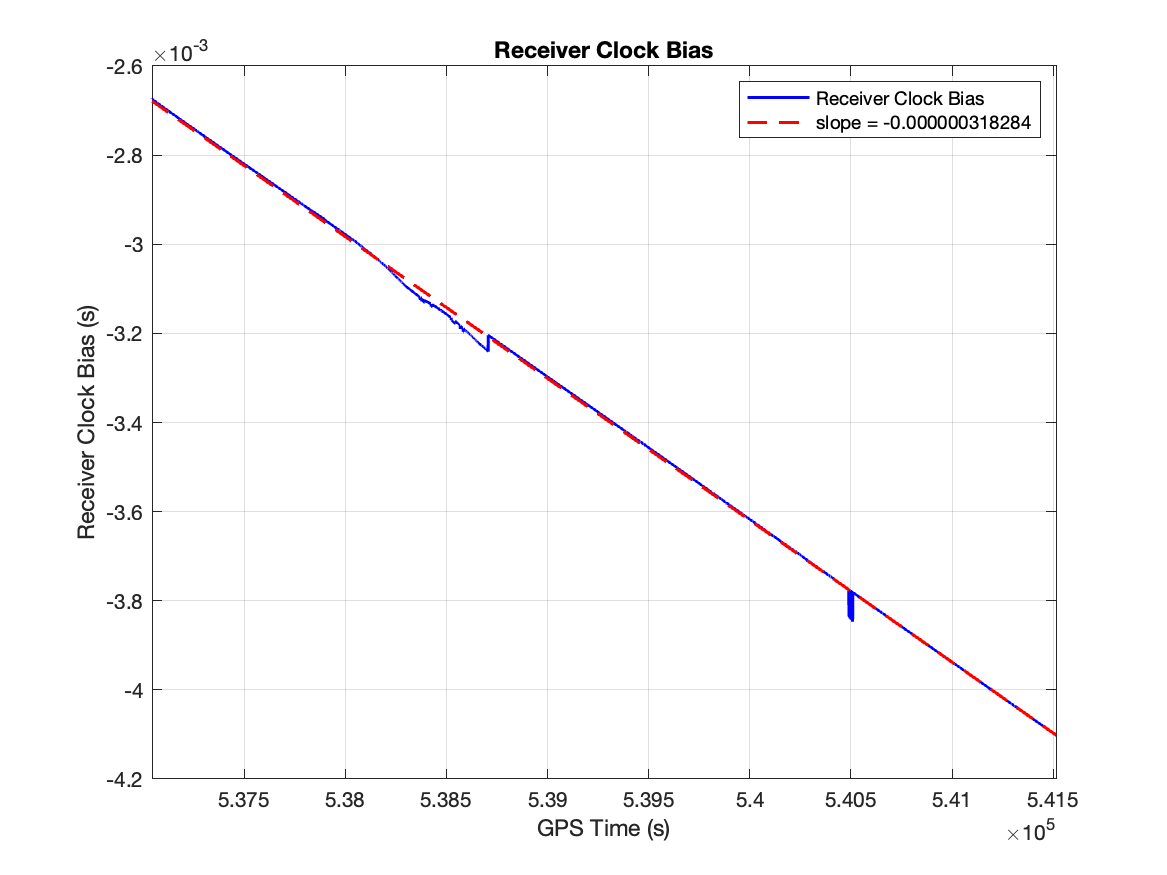 Receiver Clock Bias
×10-3
-2.6
-2.8
-3
-3.2
-3.4
-3.6
-3.8
-4
-4.2
Receiver Clock Bias (s)
Receiver Clock Bias
slope = -0.000000318284
5.375 5.38 5.385 5.39 5.395 5.4 5.405 5.41 5.415
GPS Time (s)
×10 5